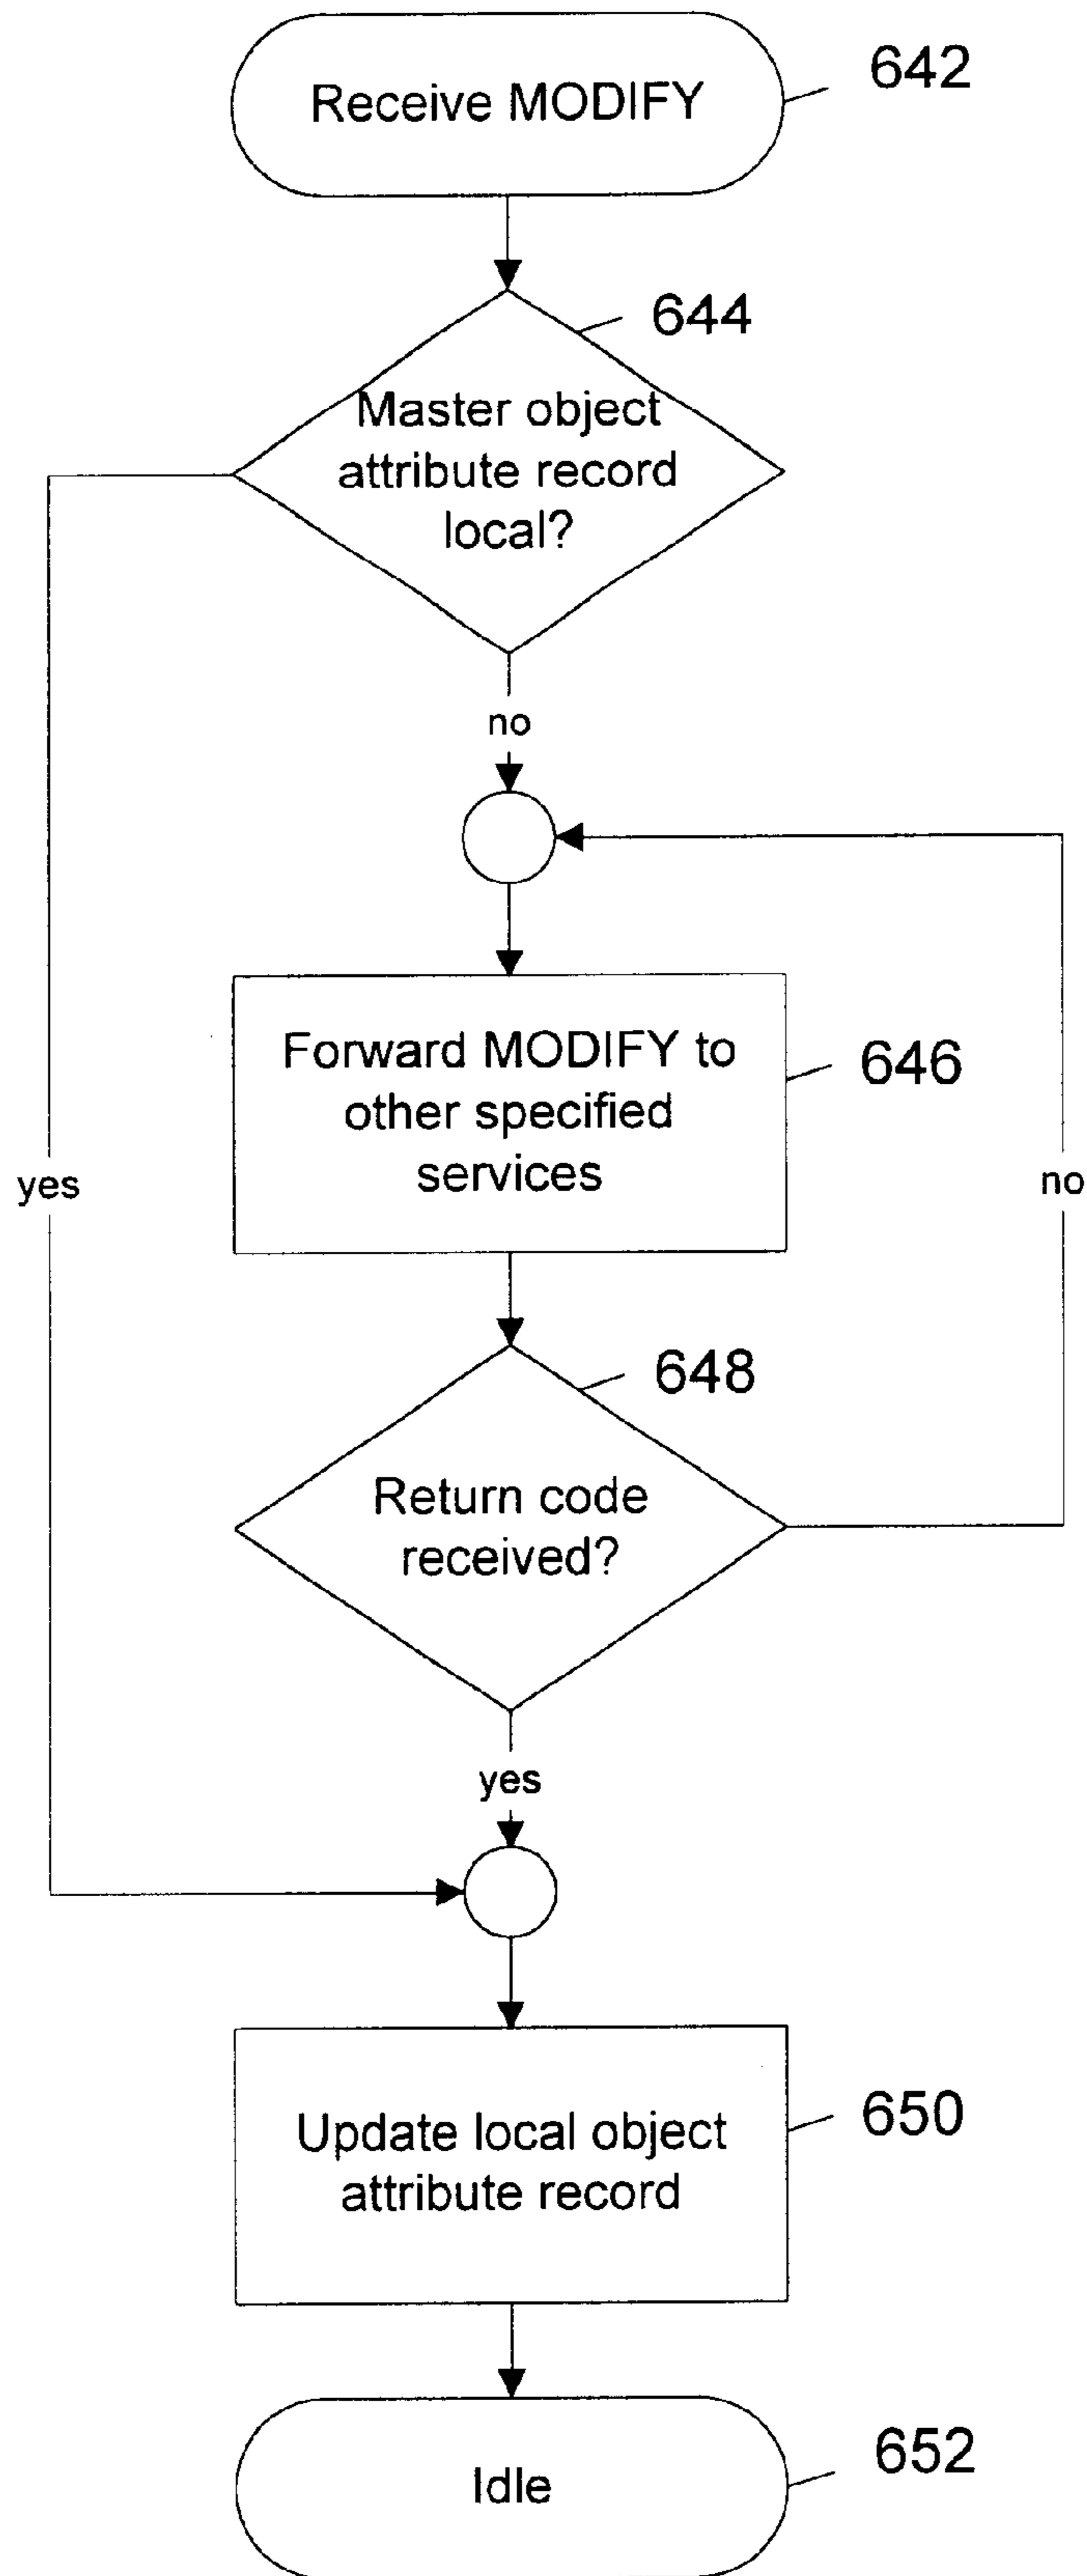 Receive MODIFY
642
644
Master object
attribute record
local?
no
Forward MODIFY to
other specified
services
646
yes
no
648
Return code
received?
yes
Update local object
attribute record
650
Idle
652